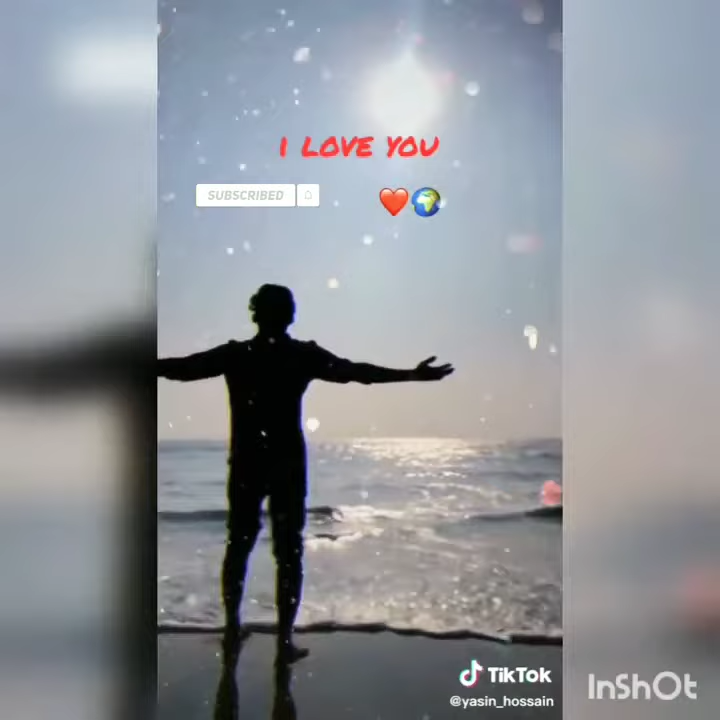 I LOVE YOU
SUBSCRIBED
❤️🌍
TikTok
@yasin_hossain
InShOt